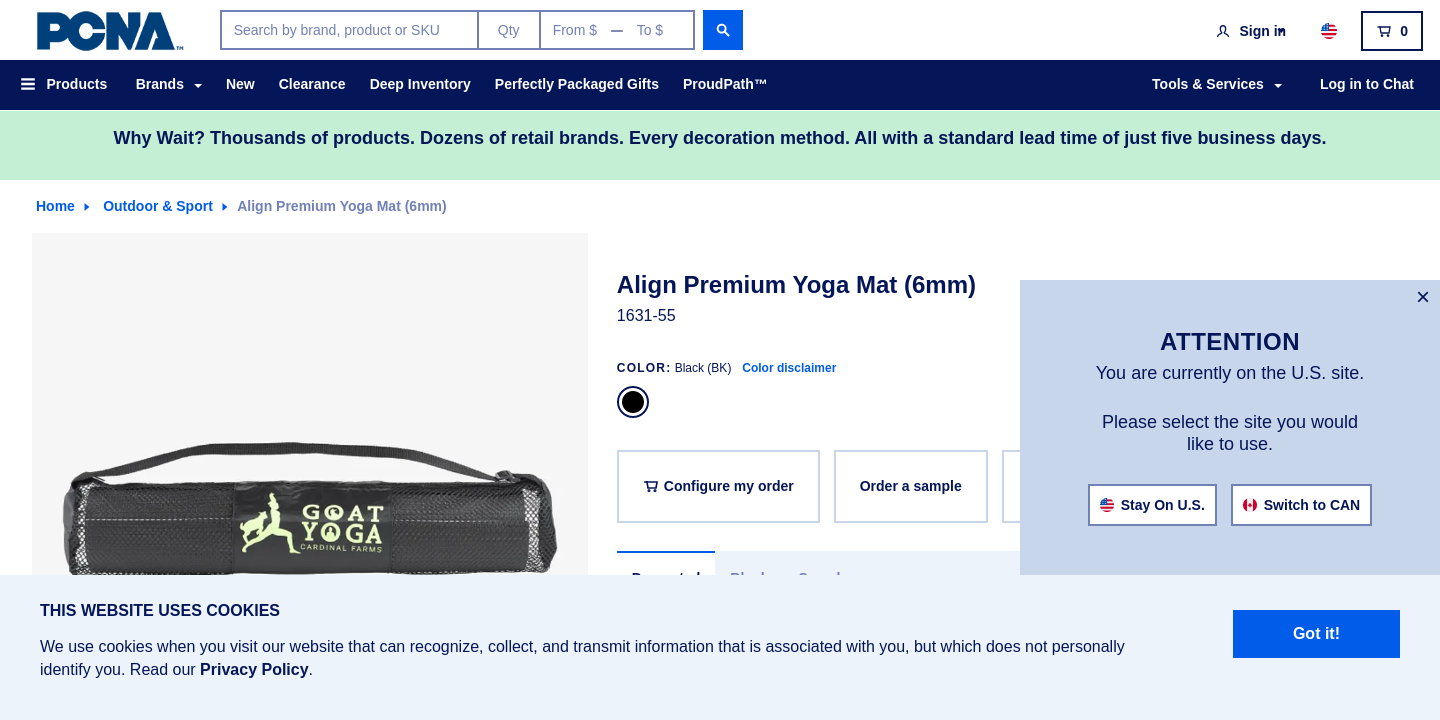 PCNA™
Search by brand, product or SKU
Qty
From $ — To $
Sign in
0
Products
Brands
New
Clearance
Deep Inventory
Perfectly Packaged Gifts
ProudPath™
Tools & Services
Log in to Chat
Why Wait? Thousands of products. Dozens of retail brands. Every decoration method. All with a standard lead time of just five business days.
Home
Outdoor & Sport
Align Premium Yoga Mat (6mm)
Align Premium Yoga Mat (6mm)
1631-55
COLOR: Black (BK) Color disclaimer
Configure my order
Order a sample
GOAT
YOGA
CARDINAL FARMS
×
ATTENTION
You are currently on the U.S. site.
Please select the site you would
like to use.
Stay On U.S.
Switch to CAN
THIS WEBSITE USES COOKIES
We use cookies when you visit our website that can recognize, collect, and transmit information that is associated with you, but which does not personally
identify you. Read our Privacy Policy.
Got it!